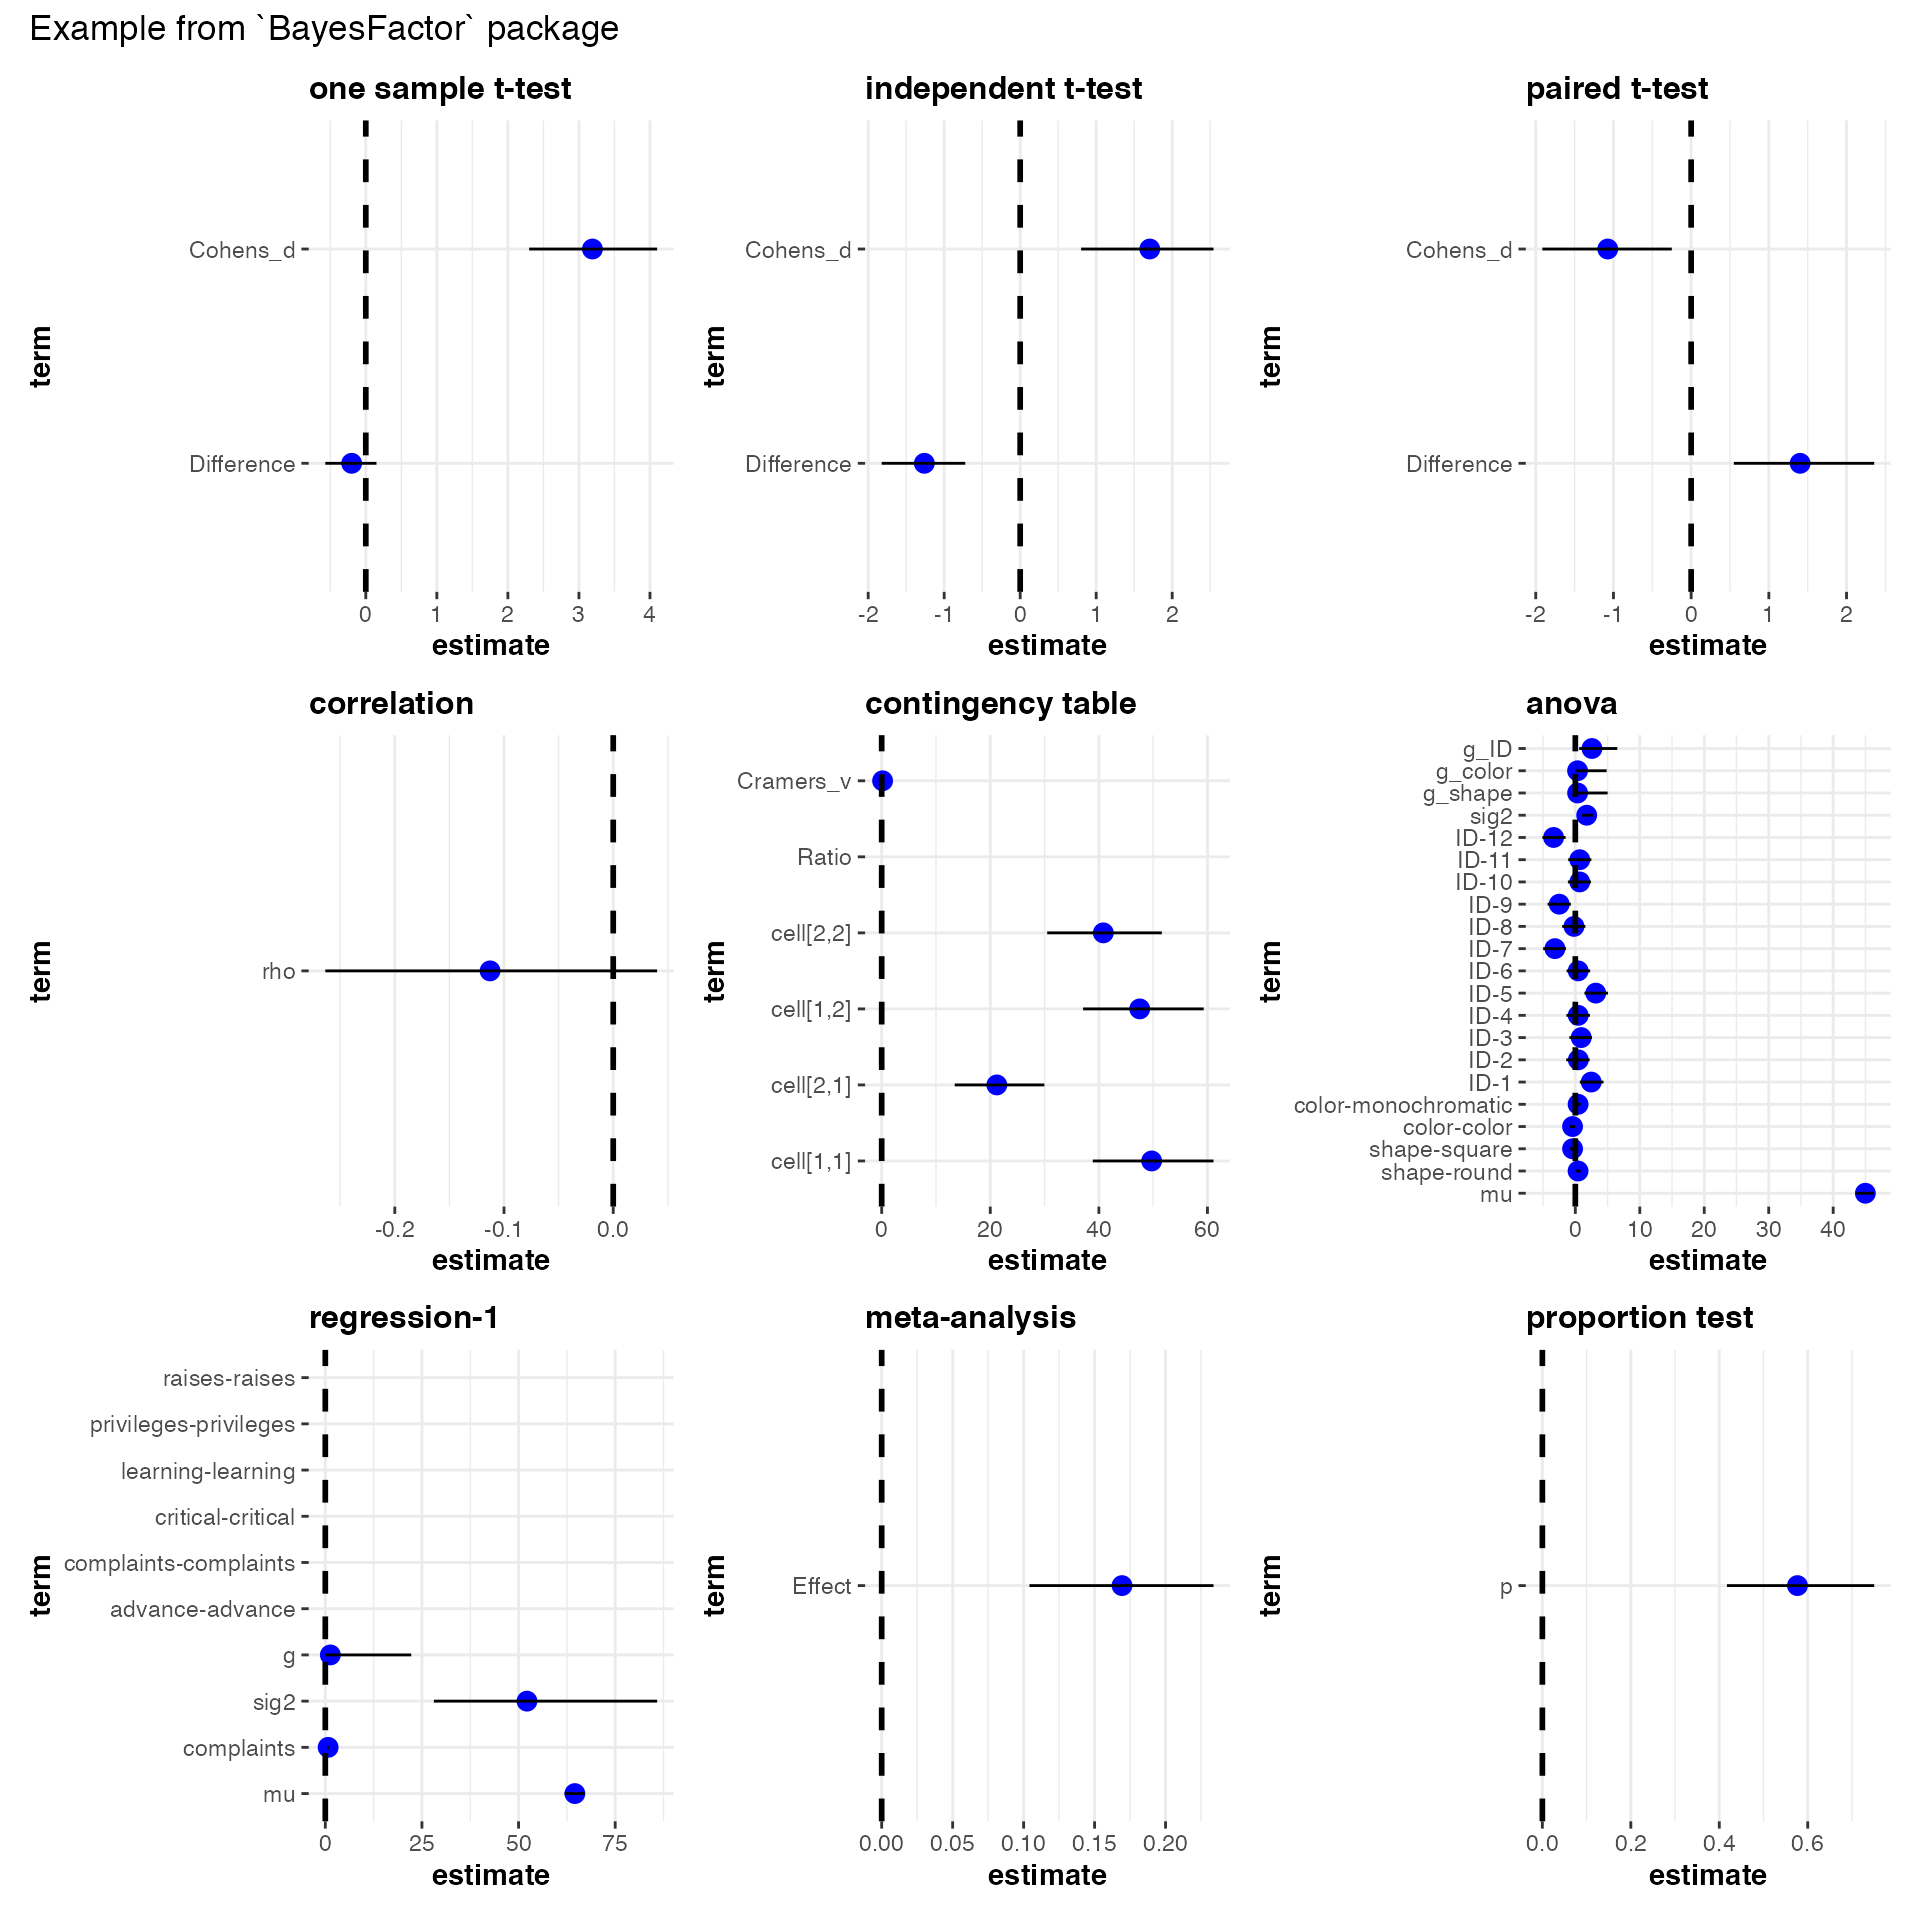 Example from `BayesFactor` package
one sample t-test
term
Cohens_d
Difference
0 1 2 3 4
estimate
independent t-test
term
Cohens_d
Difference
-2 -1 0 1 2
estimate
paired t-test
term
Cohens_d
Difference
-2 -1 0 1 2
estimate
correlation
term
rho
-0.2 -0.1 0.0
estimate
contingency table
term
Cramers_v
Ratio
cell[2,2]
cell[1,2]
cell[2,1]
cell[1,1]
0 20 40 60
estimate
anova
term
g_ID
g_color
g_shape
sig2
ID-12
ID-11
ID-10
ID-9
ID-8
ID-7
ID-6
ID-5
ID-4
ID-3
ID-2
ID-1
color-monochromatic
color-color
shape-square
shape-round
mu
0 10 20 30 40
estimate
regression-1
term
raises-raises
privileges-privileges
learning-learning
critical-critical
complaints-complaints
advance-advance
g
sig2
complaints
mu
0 25 50 75
estimate
meta-analysis
term
Effect
0.00 0.05 0.10 0.15 0.20
estimate
proportion test
term
p
0.0 0.2 0.4 0.6
estimate